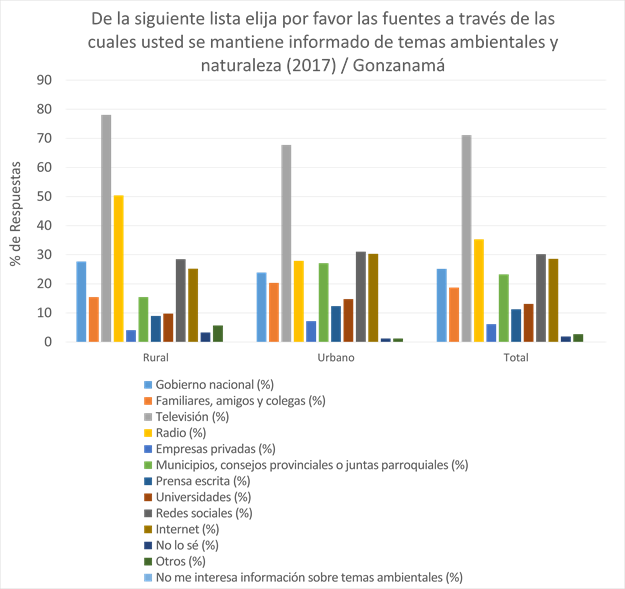 De la siguiente lista elija por favor las fuentes a través de las
cuales usted se mantiene informado de temas ambientales y
naturaleza (2017) / Gonzanamá
% de Respuestas
90
80
70
60
50
40
30
20
10
0
Rural Urbano Total
Gobierno nacional (%)
Familiares, amigos y colegas (%)
Televisión (%)
Radio (%)
Empresas privadas (%)
Municipios, consejos provinciales o juntas parroquiales (%)
Prensa escrita (%)
Universidades (%)
Redes sociales (%)
Internet (%)
No lo sé (%)
Otros (%)
No me interesa información sobre temas ambientales (%)